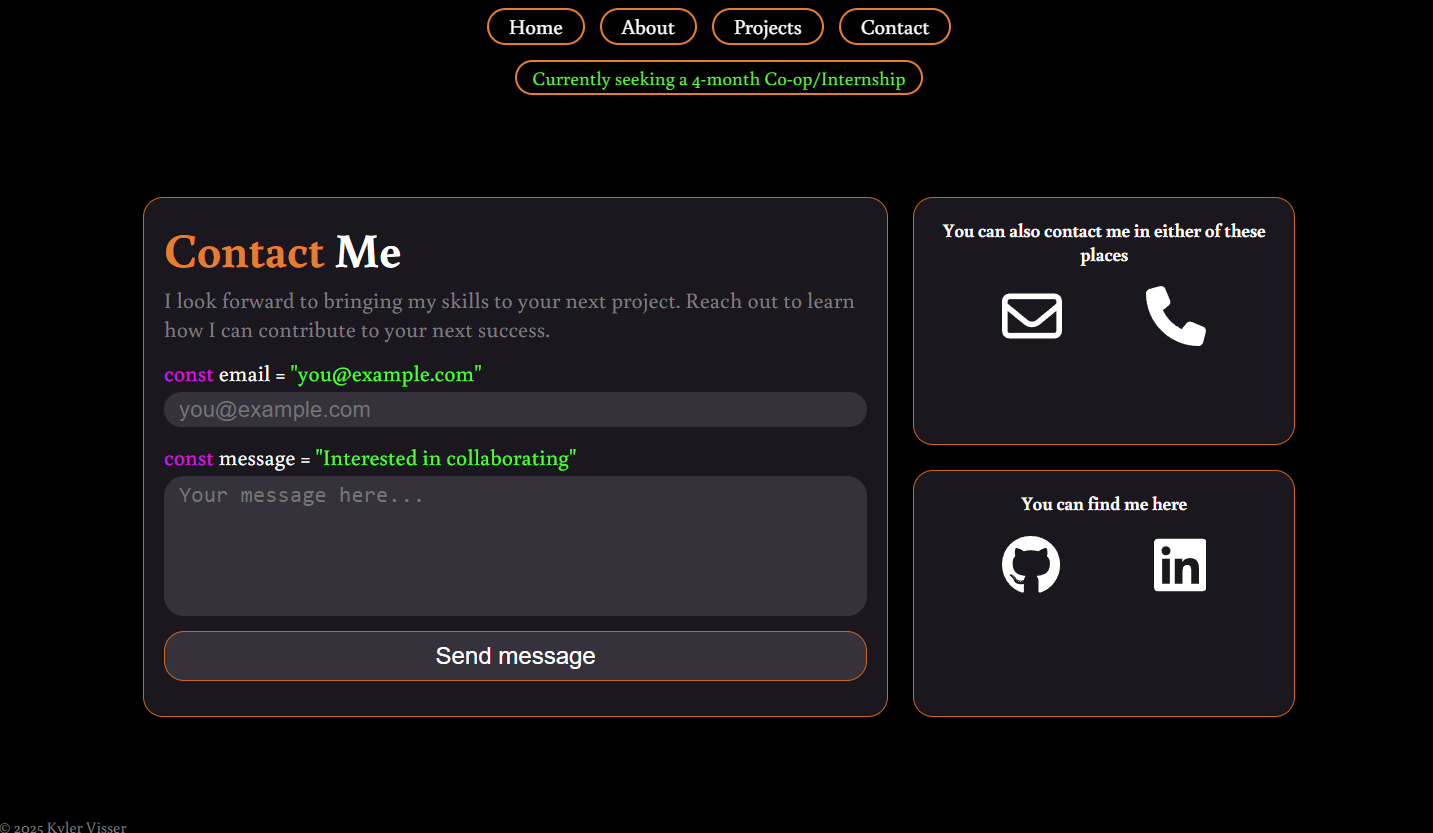 Home About Projects Contact
Currently seeking a 4-month Co-op/Internship
Contact Me
I look forward to bringing my skills to your next project. Reach out to learn
how I can contribute to your next success.
const email = "you@example.com"
you@example.com
const message = "Interested in collaborating"
Your message here...
Send message
You can also contact me in either of these
places
You can find me here
in
© 2025 Kyler Visser